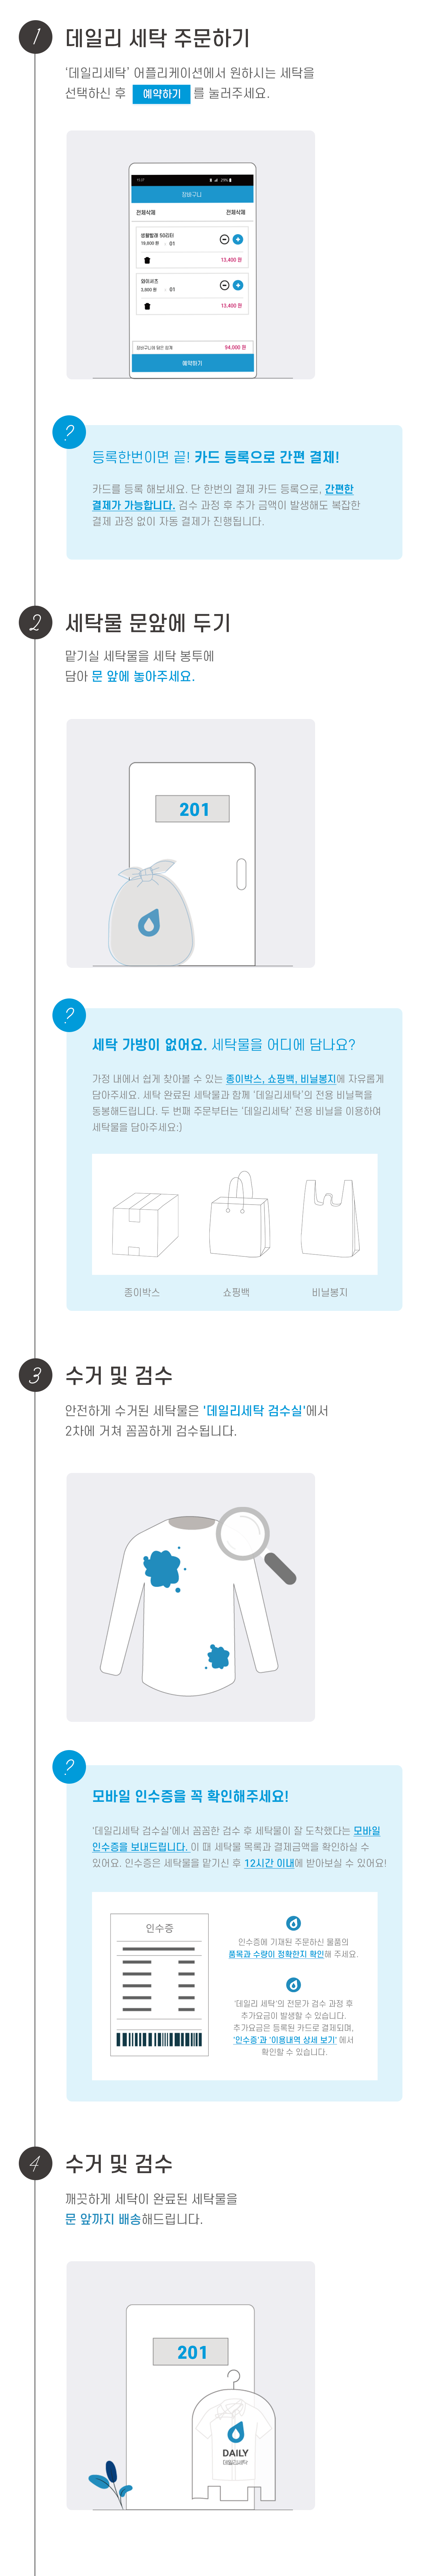 1
데일리 세탁 주문하기
'데일리세탁' 어플리케이션에서 원하시는 세탁을
선택하신 후 예약하기 를 눌러주세요.
장바구니
전체삭제 전체삭제
생활빨래 50리터
19,800 원 : 01
13,400 원
와이셔츠
3,800 원 : 01
13,400 원
장바구니에 담은 합계 94,000 원
예약하기
?
등록한번이면 끝! 카드 등록으로 간편 결제!
카드를 등록 해보세요. 단 한번의 결제 카드 등록으로, 간편한
결제가 가능합니다. 검수 과정 후 추가 금액이 발생해도 복잡한
결제 과정 없이 자동 결제가 진행됩니다.
2
세탁물 문앞에 두기
맡기실 세탁물을 세탁 봉투에
담아 문 앞에 놓아주세요.
201
?
세탁 가방이 없어요. 세탁물을 어디에 담나요?
가정 내에서 쉽게 찾아볼 수 있는 종이박스, 쇼핑백, 비닐봉지에 자유롭게
담아주세요. 세탁 완료된 세탁물과 함께 '데일리세탁'의 전용 비닐팩을
동봉해드립니다. 두 번째 주문부터는 '데일리세탁' 전용 비닐을 이용하여
세탁물을 담아주세요:)
종이박스 쇼핑백 비닐봉지
3
수거 및 검수
안전하게 수거된 세탁물은 '데일리세탁 검수실'에서
2차에 거쳐 꼼꼼하게 검수됩니다.
?
모바일 인수증을 꼭 확인해주세요!
'데일리세탁 검수실'에서 꼼꼼한 검수 후 세탁물이 잘 도착했다는 모바일
인수증을 보내드립니다. 이 때 세탁물 목록과 결제금액을 확인하실 수
있어요. 인수증은 세탁물을 맡기신 후 12시간 이내에 받아보실 수 있어요!
인수증
인수증에 기재된 주문하신 물품의
품목과 수량이 정확한지 확인해 주세요.
'데일리 세탁'의 전문가 검수 과정 후
추가요금이 발생할 수 있습니다.
추가요금은 등록된 카드로 결제되며,
'인수증'과 '이용내역 상세 보기' 에서
확인할 수 있습니다.
4
수거 및 검수
깨끗하게 세탁이 완료된 세탁물을
문 앞까지 배송해드립니다.
201
DAILY
데일리세탁